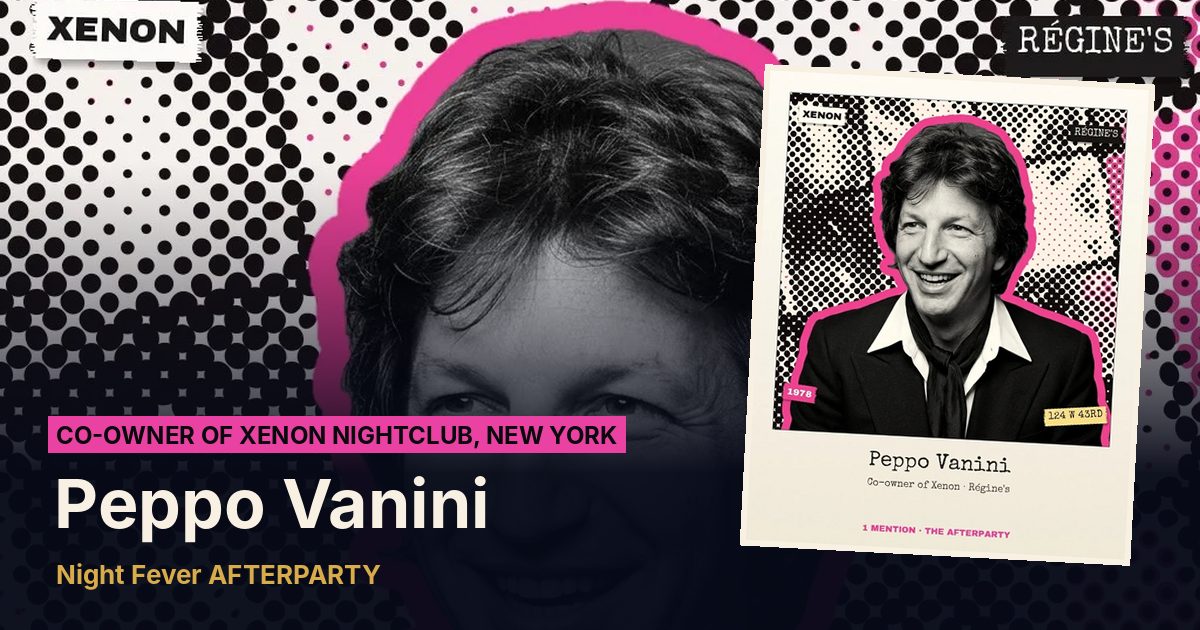 XENON
RÉGINE'S
XENON
RÉGINE'S
1978
124 W 43RD
Peppo Vanini
Co-owner of Xenon · Régine's
1 MENTION · THE AFTERPARTY
CO-OWNER OF XENON NIGHTCLUB, NEW YORK
Peppo Vanini
Night Fever AFTERPARTY